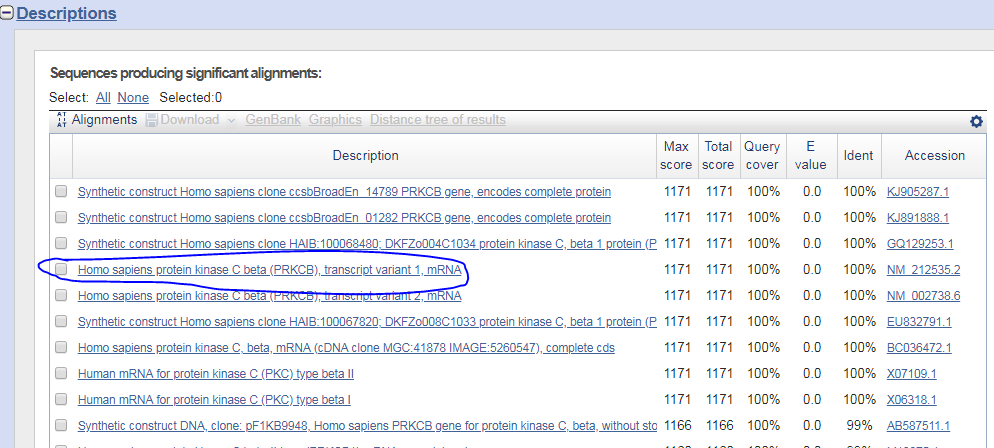 Descriptions
Sequences producing significant alignments:
Select: All None Selected:0
Alignments Download GenBank Graphics Distance tree of results
Description Max score Total score Query cover E value Ident Accession
Synthetic construct Homo sapiens clone ccsbBroadEn_14789 PRKCB gene, encodes complete protein 1171 1171 100% 0.0 100% KJ905287.1
Synthetic construct Homo sapiens clone ccsbBroadEn_01282 PRKCB gene, encodes complete protein 1171 1171 100% 0.0 100% KJ891888.1
Synthetic construct Homo sapiens clone HAIB:100068480; DKFZo004C1034 protein kinase C, beta 1 protein (P 1171 1171 100% 0.0 100% GQ129253.1
Homo sapiens protein kinase C beta (PRKCB), transcript variant 1, mRNA 1171 1171 100% 0.0 100% NM_212535.2
Homo sapiens protein kinase C beta (PRKCB), transcript variant 2, mRNA 1171 1171 100% 0.0 100% NM_002738.6
Synthetic construct Homo sapiens clone HAIB:100067820; DKFZo008C1033 protein kinase C, beta 1 protein (P 1171 1171 100% 0.0 100% EU832791.1
Homo sapiens protein kinase C, beta, mRNA (cDNA clone MGC:41878 IMAGE:5260547), complete cds 1171 1171 100% 0.0 100% BC036472.1
Human mRNA for protein kinase C (PKC) type beta II 1171 1171 100% 0.0 100% X07109.1
Human mRNA for protein kinase C (PKC) type beta I 1171 1171 100% 0.0 100% X06318.1
Synthetic construct DNA, clone: pF1KB9948, Homo sapiens PRKCB gene for protein kinase C, beta, without sto 1166 1166 100% 0.0 99% AB587511.1